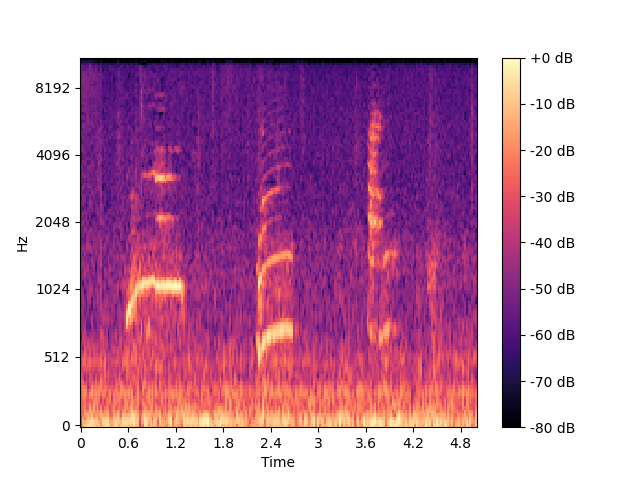 Hz
8192
4096
2048
1024
512
0
0 0.6 1.2 1.8 2.4 3 3.6 4.2 4.8
Time
+0 dB
-10 dB
-20 dB
-30 dB
-40 dB
-50 dB
-60 dB
-70 dB
-80 dB